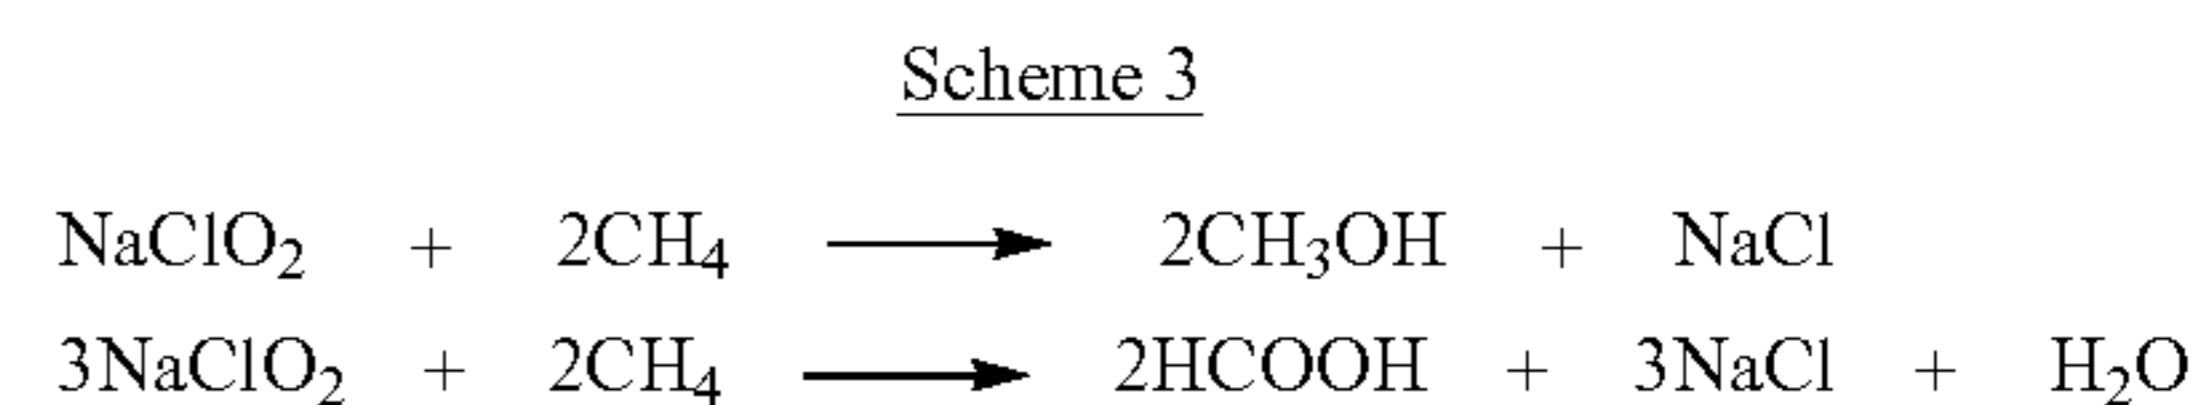 Scheme 3
NaClO₂ + 2CH₄ ⟶ 2CH₃OH + NaCl
3NaClO₂ + 2CH₄ ⟶ 2HCOOH + 3NaCl + H₂O